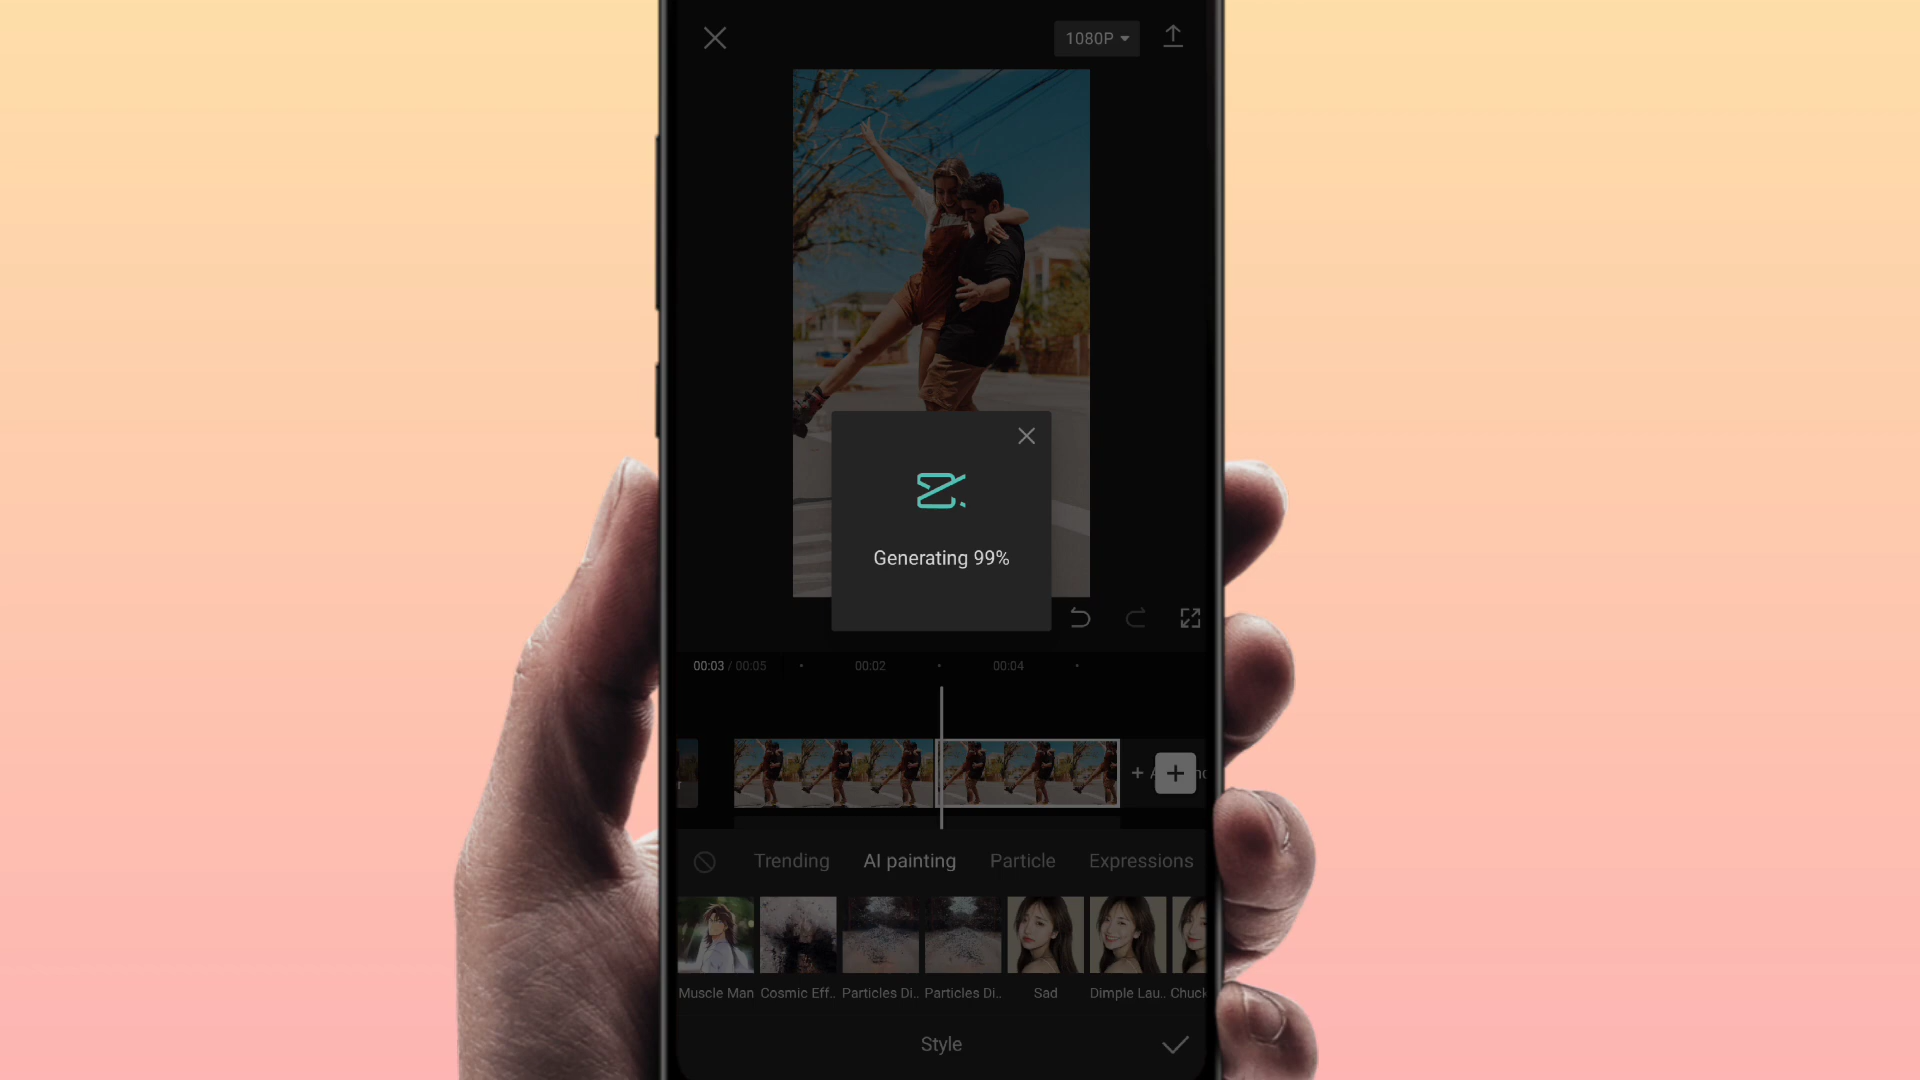 1080P
Generating 99%
00:03 / 00:05
00:02
00:04
+
Trending
AI painting
Particle
Expressions
Muscle Man
Cosmic Eff..
Particles Di..
Particles Di..
Sad
Dimple Lau..
Chuck
Style